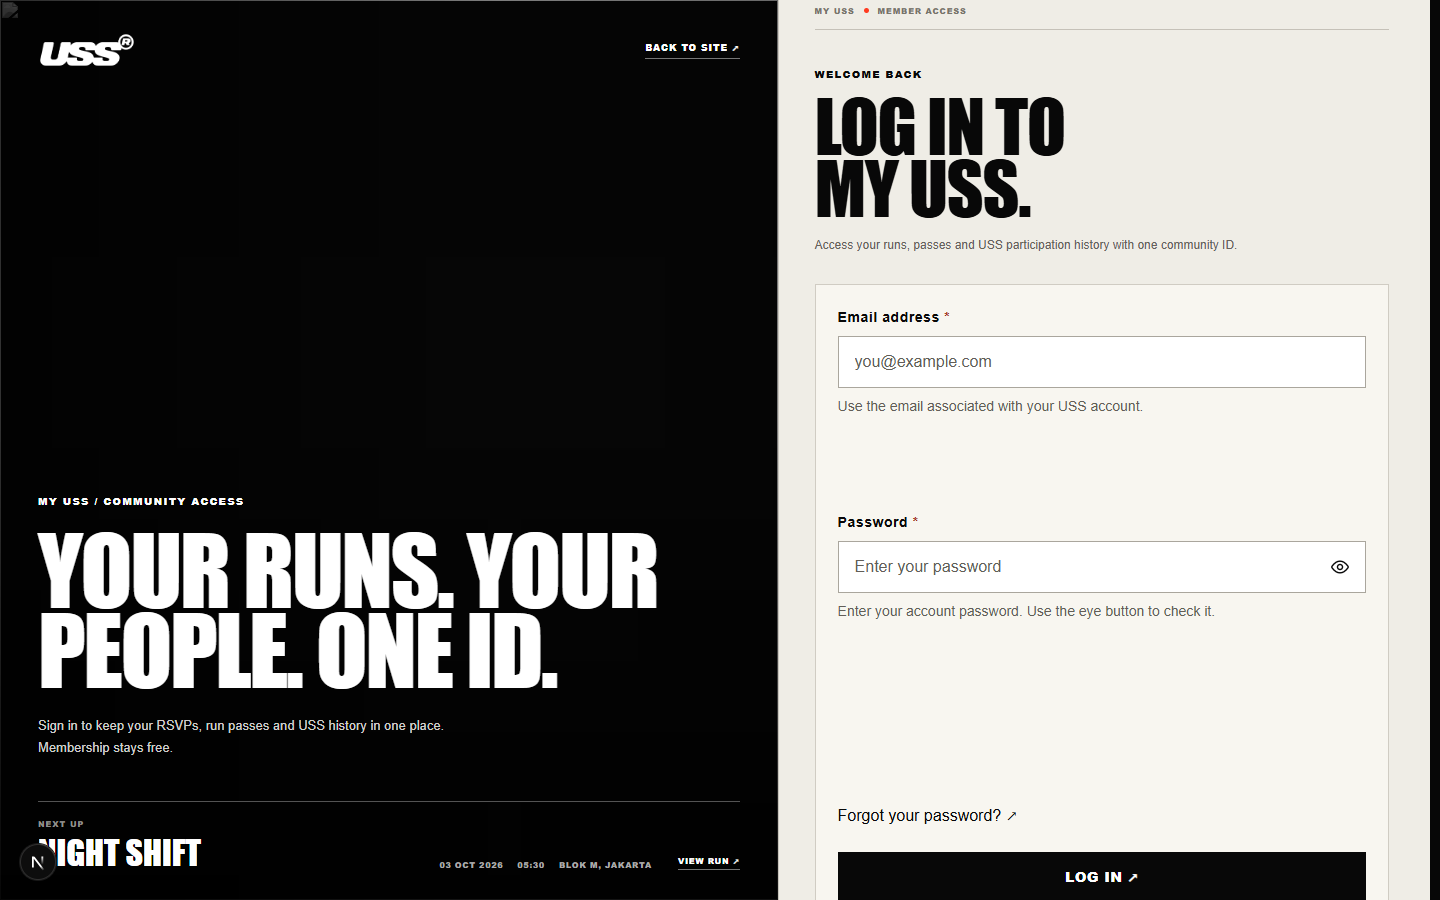 USS®
BACK TO SITE ↗
MY USS / COMMUNITY ACCESS
YOUR RUNS. YOUR
PEOPLE. ONE ID.
Sign in to keep your RSVPs, run passes and USS history in one place.
Membership stays free.
NEXT UP
NIGHT SHIFT
03 OCT 2026 05:30 BLOK M, JAKARTA VIEW RUN ↗
N
MY USS • MEMBER ACCESS
WELCOME BACK
LOG IN TO
MY USS.
Access your runs, passes and USS participation history with one community ID.
Email address *
you@example.com
Use the email associated with your USS account.
Password *
Enter your password
Enter your account password. Use the eye button to check it.
Forgot your password? ↗
LOG IN ↗